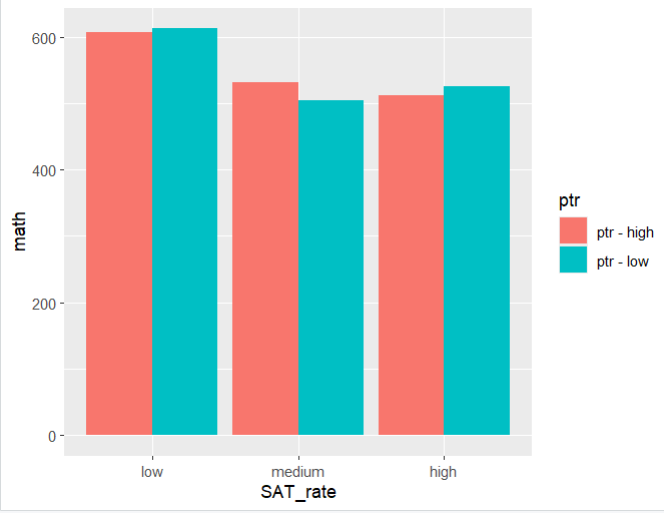 600
400
200
0
math
low medium high
SAT_rate
ptr
ptr - high
ptr - low